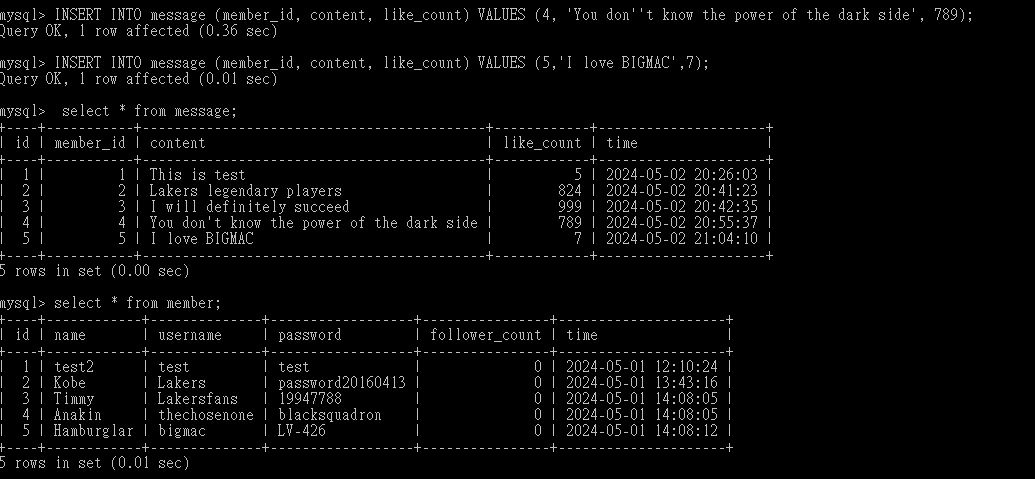 mysql> INSERT INTO message (member_id, content, like_count) VALUES (4, 'You don''t know the power of the dark side', 789);
Query OK, 1 row affected (0.36 sec)
mysql> INSERT INTO message (member_id, content, like_count) VALUES (5,'I love BIGMAC',7);
Query OK, 1 row affected (0.01 sec)
mysql>  select * from message;
+----+-----------+--------------------------------------------+------------+---------------------+
| id | member_id | content                                    | like_count | time                |
+----+-----------+--------------------------------------------+------------+---------------------+
|  1 |         1 | This is test                               |          5 | 2024-05-02 20:26:03 |
|  2 |         2 | Lakers legendary players                   |        824 | 2024-05-02 20:41:23 |
|  3 |         3 | I will definitely succeed                  |        999 | 2024-05-02 20:42:35 |
|  4 |         4 | You don't know the power of the dark side |        789 | 2024-05-02 20:55:37 |
|  5 |         5 | I love BIGMAC                              |          7 | 2024-05-02 21:04:10 |
+----+-----------+--------------------------------------------+------------+---------------------+
5 rows in set (0.00 sec)
mysql> select * from member;
+----+------------+--------------+------------------+----------------+---------------------+
| id | name       | username     | password         | follower_count | time                |
+----+------------+--------------+------------------+----------------+---------------------+
|  1 | test2      | test         | test             |              0 | 2024-05-01 12:10:24 |
|  2 | Kobe       | Lakers       | password20160413 |              0 | 2024-05-01 13:43:16 |
|  3 | Timmy      | Lakersfans   | 19947788         |              0 | 2024-05-01 14:08:05 |
|  4 | Anakin     | thechosenone | blacksquadron    |              0 | 2024-05-01 14:08:05 |
|  5 | Hamburglar | bigmac       | LV-426           |              0 | 2024-05-01 14:08:12 |
+----+------------+--------------+------------------+----------------+---------------------+
5 rows in set (0.01 sec)